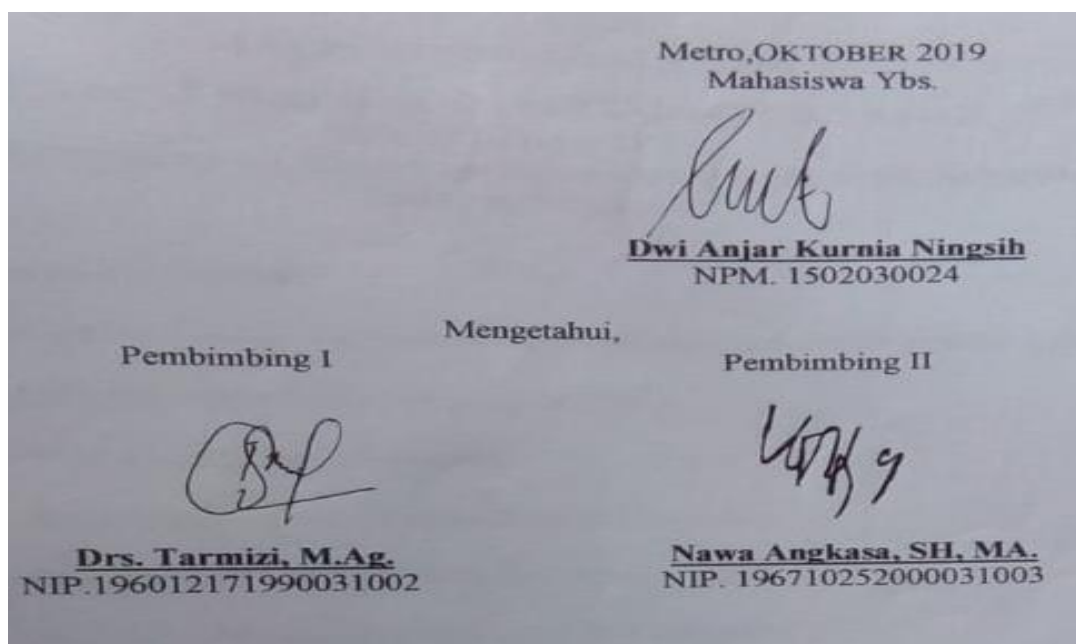 Metro,OKTOBER 2019
Mahasiswa Ybs.
Dwi Anjar Kurnia Ningsih
NPM. 1502030024
Mengetahui,
Pembimbing I
Pembimbing II
Drs. Tarmizi, M.Ag.
NIP.196012171990031002
Nawa Angkasa, SH, MA.
NIP. 196710252000031003